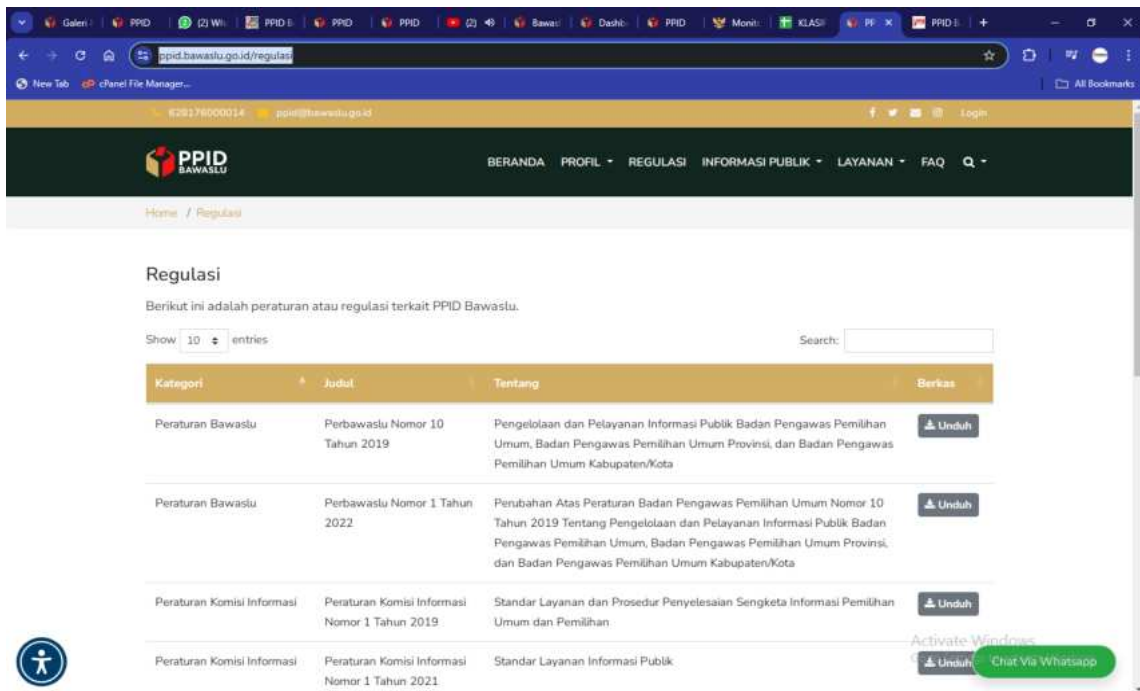 Galeri
PPID
(2) Wh
PPID B
PPID
PPID
(2)
Bawasl
Dashb
PPID
Monito
KLASIF
PF
PPID B
ppid.bawaslu.go.id/regulasi
New Tab
cPanel File Manager...
All Bookmarks
628176000014
ppid@bawaslu.go.id
Login
PPID
BAWASLU
BERANDA PROFIL REGULASI INFORMASI PUBLIK LAYANAN FAQ
Home / Regulasi
Regulasi
Berikut ini adalah peraturan atau regulasi terkait PPID Bawaslu.
Show 10 entries
Search:
Kategori Judul Tentang Berkas
Peraturan Bawaslu
Perbawaslu Nomor 10
Tahun 2019
Pengelolaan dan Pelayanan Informasi Publik Badan Pengawas Pemilihan
Umum, Badan Pengawas Pemilihan Umum Provinsi, dan Badan Pengawas
Pemilihan Umum Kabupaten/Kota
Unduh
Peraturan Bawaslu
Perbawaslu Nomor 1 Tahun
2022
Perubahan Atas Peraturan Badan Pengawas Pemilihan Umum Nomor 10
Tahun 2019 Tentang Pengelolaan dan Pelayanan Informasi Publik Badan
Pengawas Pemilihan Umum, Badan Pengawas Pemilihan Umum Provinsi,
dan Badan Pengawas Pemilihan Umum Kabupaten/Kota
Unduh
Peraturan Komisi Informasi
Peraturan Komisi Informasi
Nomor 1 Tahun 2019
Standar Layanan dan Prosedur Penyelesaian Sengketa Informasi Pemilihan
Umum dan Pemilihan
Unduh
Peraturan Komisi Informasi
Peraturan Komisi Informasi
Nomor 1 Tahun 2021
Standar Layanan Informasi Publik
Unduh
Activate Windows
Chat Via Whatsapp